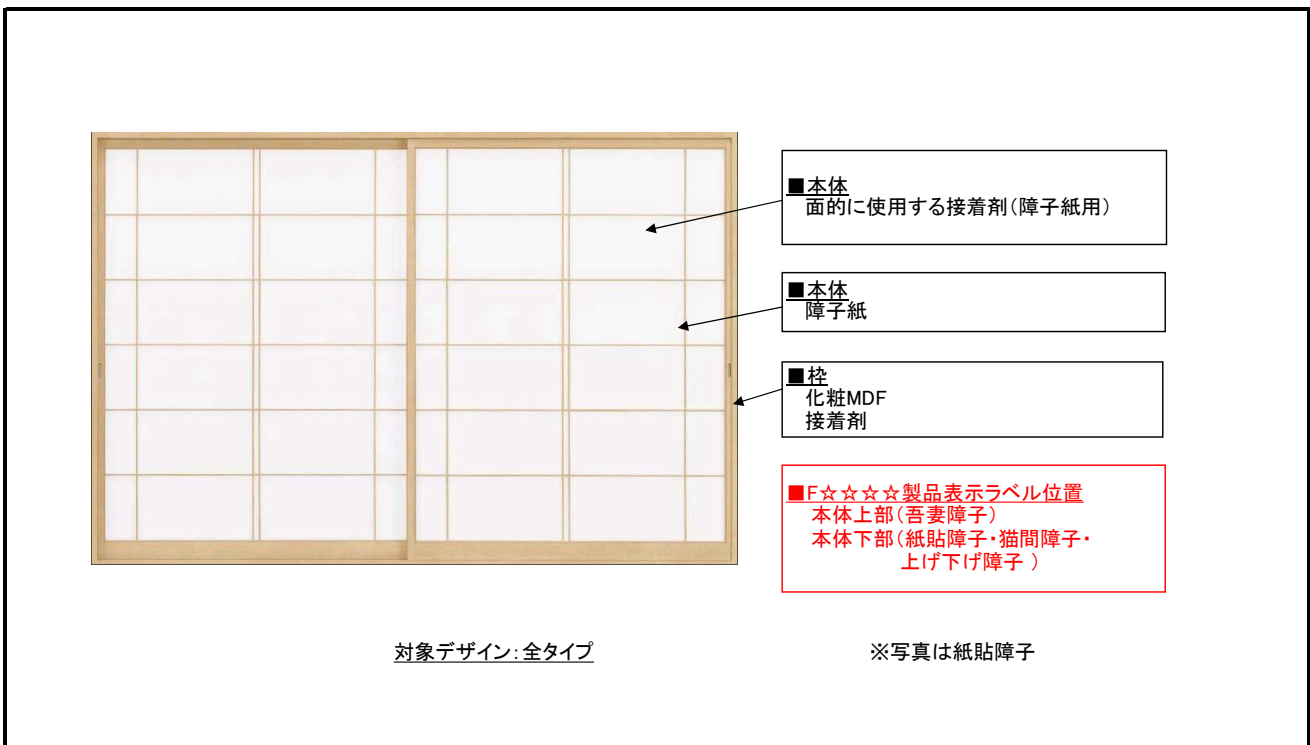 ■本体
面的に使用する接着剤(障子紙用)
■本体
障子紙
■枠
化粧MDF
接着剤
■F☆☆☆☆製品表示ラベル位置
本体上部(吾妻障子)
本体下部(紙貼障子・猫間障子・
上げ下げ障子 )
対象デザイン:全タイプ
※写真は紙貼障子